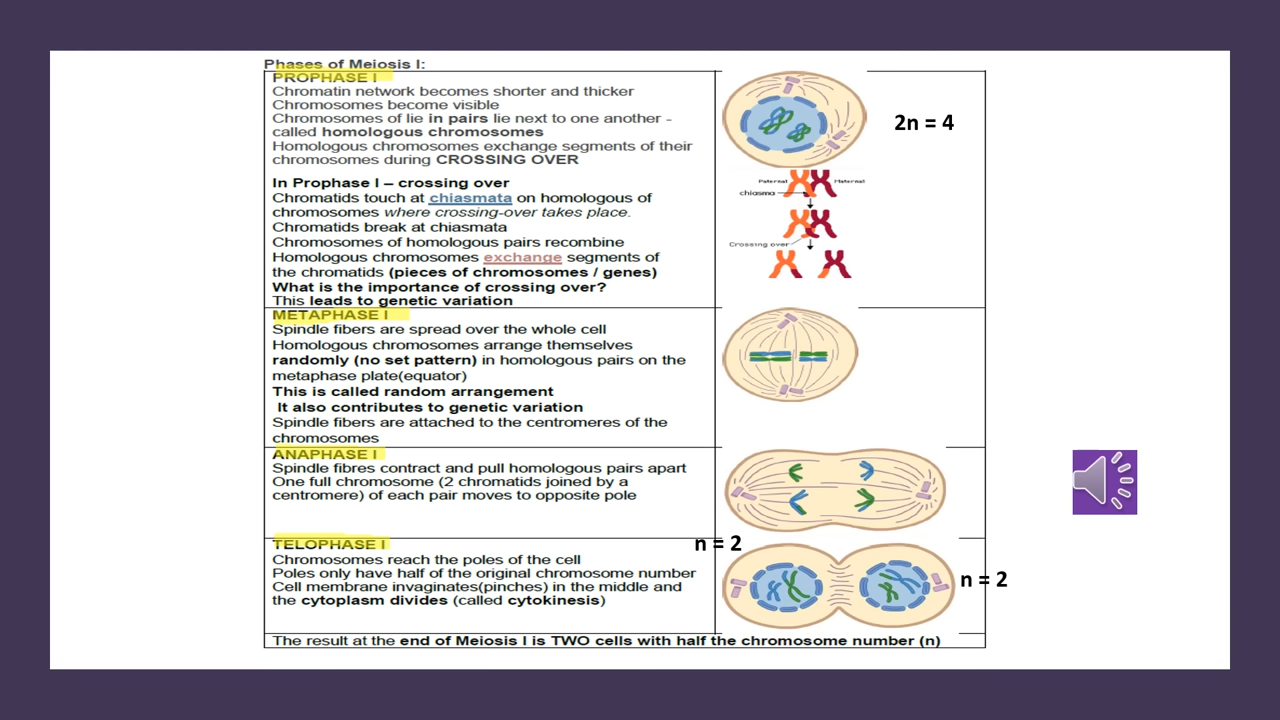 Phases of Meiosis I:
PROPHASE I
Chromatin network becomes shorter and thicker
Chromosomes become visible
Chromosomes of lie in pairs lie next to one another -
called homologous chromosomes
Homologous chromosomes exchange segments of their
chromosomes during CROSSING OVER
2n = 4
In Prophase I – crossing over
Chromatids touch at chiasmata on homologous of
chromosomes where crossing-over takes place.
Chromatids break at chiasmata
Chromosomes of homologous pairs recombine
Homologous chromosomes exchange segments of
the chromatids (pieces of chromosomes / genes)
What is the importance of crossing over?
This leads to genetic variation
Paternal
Maternal
chiasma
Crossing over
METAPHASE I
Spindle fibers are spread over the whole cell
Homologous chromosomes arrange themselves
randomly (no set pattern) in homologous pairs on the
metaphase plate(equator)
This is called random arrangement
It also contributes to genetic variation
Spindle fibers are attached to the centromeres of the
chromosomes
ANAPHASE I
Spindle fibres contract and pull homologous pairs apart
One full chromosome (2 chromatids joined by a
centromere) of each pair moves to opposite pole
TELOPHASE I
Chromosomes reach the poles of the cell
Poles only have half of the original chromosome number
Cell membrane invaginates(pinches) in the middle and
the cytoplasm divides (called cytokinesis)
n = 2
n = 2
The result at the end of Meiosis I is TWO cells with half the chromosome number (n)